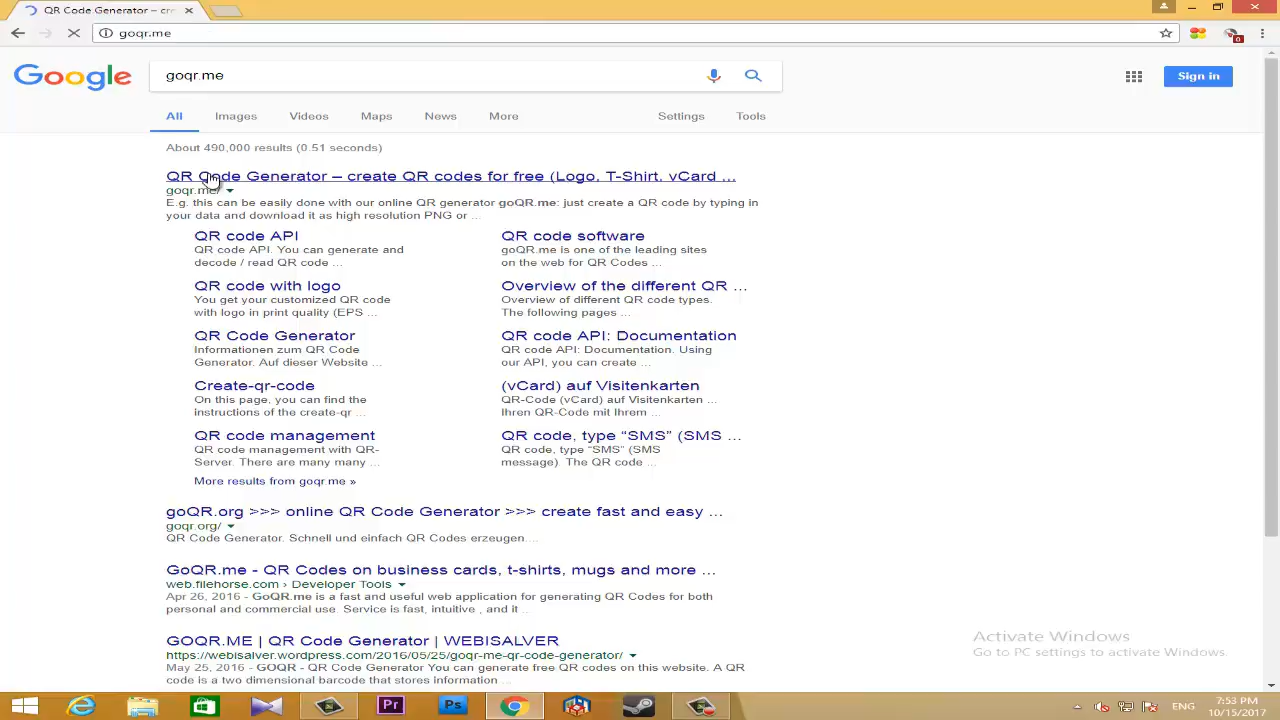 QR Code Generator – cre
goqr.me
Google
goqr.me
Sign in
All Images Videos Maps News More Settings Tools
About 490,000 results (0.51 seconds)
QR Code Generator – create QR codes for free (Logo, T-Shirt, vCard ...
goqr.me/
E.g. this can be easily done with our online QR generator goQR.me: just create a QR code by typing in
your data and download it as high resolution PNG or ...
QR code API
QR code API. You can generate and
decode / read QR code ...
QR code software
goQR.me is one of the leading sites
on the web for QR Codes ...
QR code with logo
You get your customized QR code
with logo in print quality (EPS ...
Overview of the different QR ...
Overview of different QR code types.
The following pages ...
QR Code Generator
Informationen zum QR Code
Generator. Auf dieser Website ...
QR code API: Documentation
QR code API: Documentation. Using
our API, you can create ...
Create-qr-code
On this page, you can find the
instructions of the create-qr ...
(vCard) auf Visitenkarten
QR-Code (vCard) auf Visitenkarten ...
Ihren QR-Code mit Ihrem ...
QR code management
QR code management with QR-
Server. There are many many ...
QR code, type “SMS” (SMS ...
QR code, type “SMS” (SMS
message) The QR code ...
More results from goqr.me »
goQR.org >>> online QR Code Generator >>> create fast and easy ...
goqr.org/
QR Code Generator. Schnell und einfach QR Codes erzeugen....
GoQR.me - QR Codes on business cards, t-shirts, mugs and more ...
web.filehorse.com › Developer Tools
Apr 26, 2016 - GoQR.me is a fast and useful web application for generating QR Codes for both
personal and commercial use. Service is fast, intuitive , and it ..
GOQR.ME | QR Code Generator | WEBISALVER
https://webisalver.wordpress.com/2016/05/25/goqr-me-qr-code-generator/
May 25, 2016 - GOQR - QR Code Generator You can generate free QR codes on this website. A QR
code is a two dimensional barcode that stores information ...
Activate Windows
Go to PC settings to activate Windows.
Pr
Ps
ENG
7:53 PM
10/15/2017